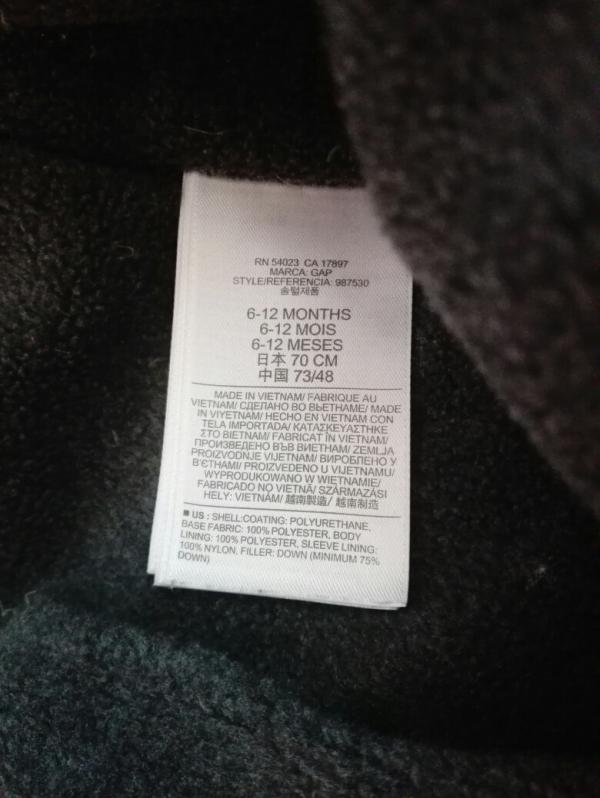 RN 54023 CA 17897
MARCA: GAP
STYLE/REFERENCIA: 987530
솜털제품
6-12 MONTHS
6-12 MOIS
6-12 MESES
日本 70 CM
中国 73/48
MADE IN VIETNAM/ FABRIQUE AU
VIETNAM/ СДЕЛАНО ВО ВЬЕТНАМЕ/ MADE
IN VIYETNAM/ HECHO EN VIETNAM CON
TELA IMPORTADA/ ΚΑΤΑΣΚΕΥΑΣΤΗΚΕ
ΣΤΟ ΒΙΕΤΝΑΜ/ FABRICAT ÎN VIETNAM/
ПРОИЗВЕДЕНО ВЪВ ВИЕТНАМ/ ZEMLJA
PROIZVODNJE VIJETNAM/ ВИРОБЛЕНО У
В'ЄТНАМІ/ PROIZVEDENO U VIJETNAMU/
WYPRODUKOWANO W WIETNAMIE/
FABRICADO NO VIETNÃ/ SZÁRMAZÁSI
HELY: VIETNÁM/ 越南製造/ 越南制造
■ US : SHELL:COATING: POLYURETHANE,
BASE FABRIC: 100% POLYESTER, BODY
LINING: 100% POLYESTER, SLEEVE LINING:
100% NYLON, FILLER: DOWN (MINIMUM 75%
DOWN)